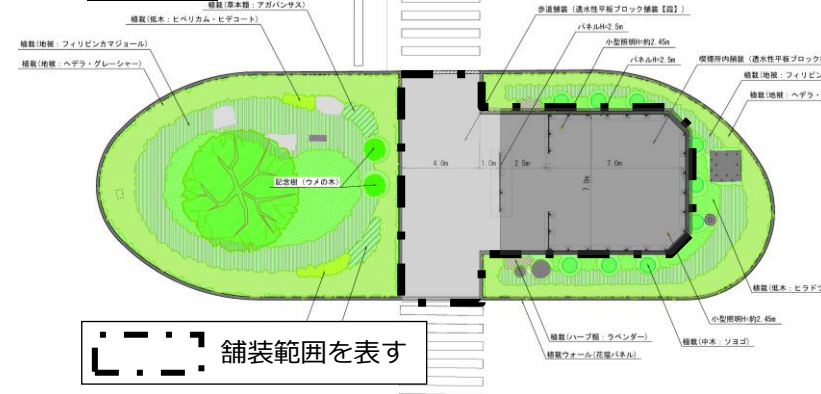 植栽(草本類：アガパンサス)
植栽(低木：ヒペリカム・ヒデコート)
植栽(地被：フィリピンカマジョール)
植栽(地被：ヘデラ・グレーシャー)
歩道舗装（透水性平板ブロック舗装【霞】）
パネルH=2.5m
小型照明H=約2.45m
パネルH=2.5m
喫煙所内舗装（透水性平板ブロック
植栽(地被：フィリピン
植栽(地被：ヘデラ・
4.0m
1.0m
2.5m
7.0m
7.0m
記念樹（ウメの木）
植栽(低木：ヒラドツ
小型照明H=約2.45m
植栽(ハーブ類：ラベンダー)
植栽(中木：ソヨゴ)
植栽ウォール(花壇パネル)
舗装範囲を表す